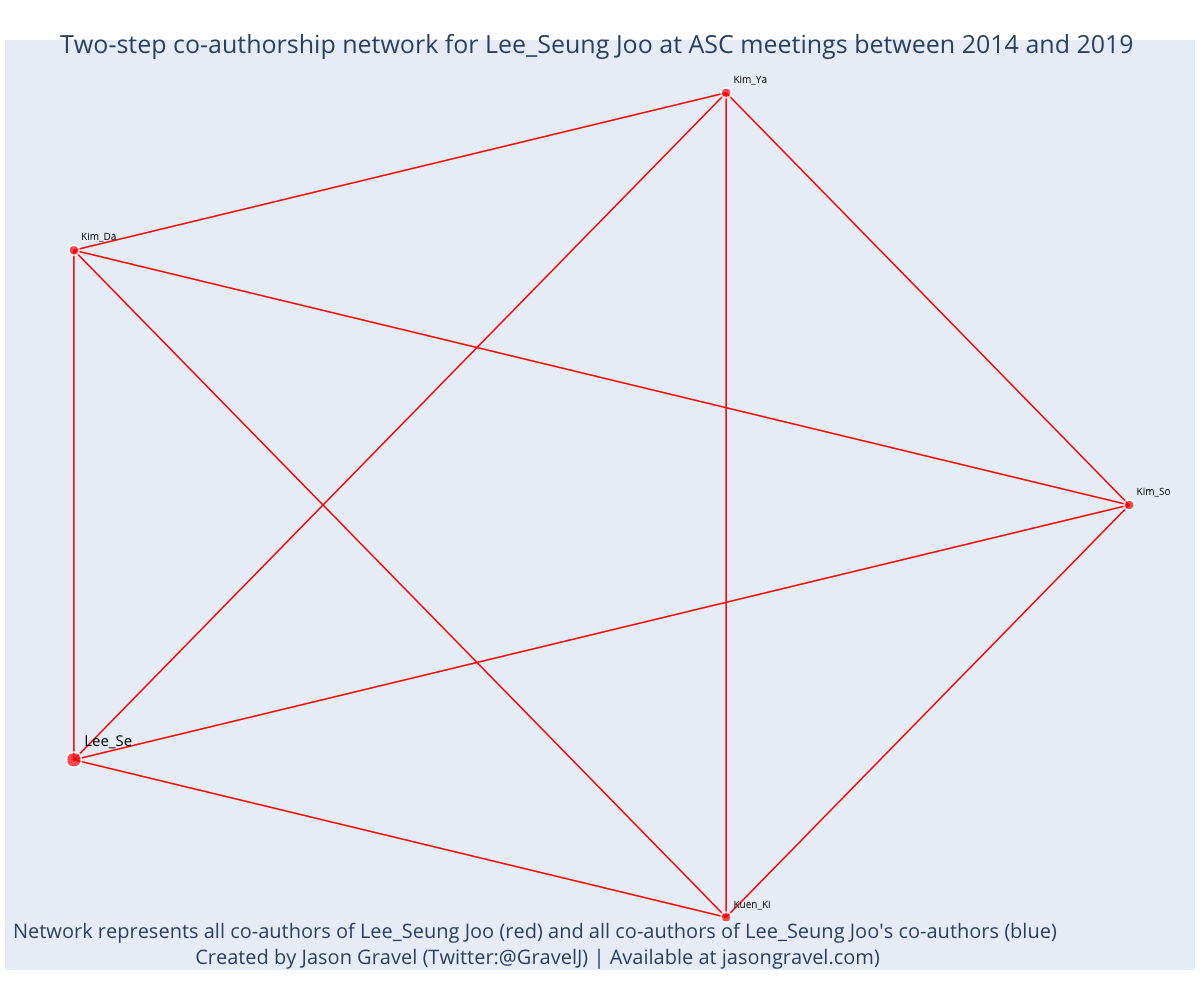 Two-step co-authorship network for Lee_Seung Joo at ASC meetings between 2014 and 2019
Kim_Ya
Kim_Da
Kim_So
Lee_Se
Kuen_Ki
Network represents all co-authors of Lee_Seung Joo (red) and all co-authors of Lee_Seung Joo's co-authors (blue)
Created by Jason Gravel (Twitter:@GravelJ) | Available at jasongravel.com)